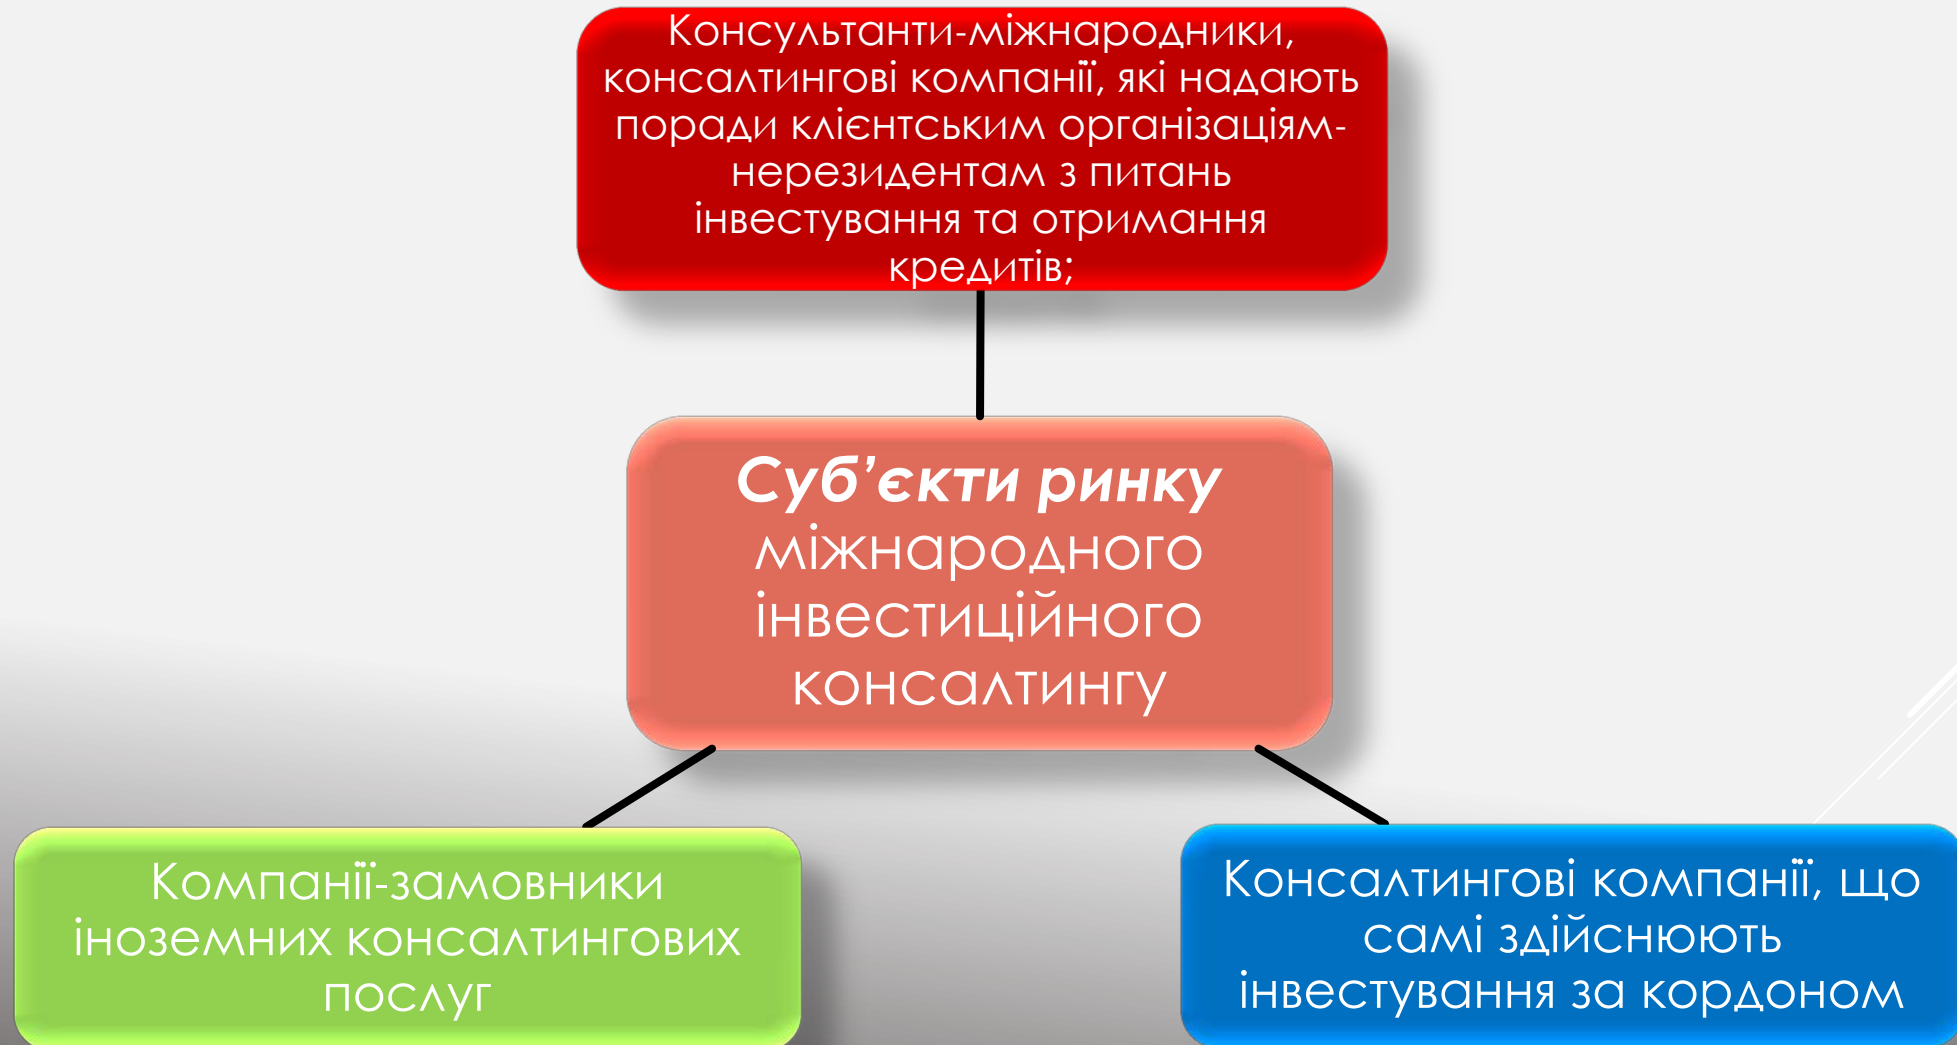 Консультанти-міжнародники,
консалтингові компанії, які надають
поради клієнтським організаціям-
нерезидентам з питань
інвестування та отримання
кредитів;
Суб’єкти ринку
міжнародного
інвестиційного
консалтингу
Компанії-замовники
іноземних консалтингових
послуг
Консалтингові компанії, що
самі здійснюють
інвестування за кордоном